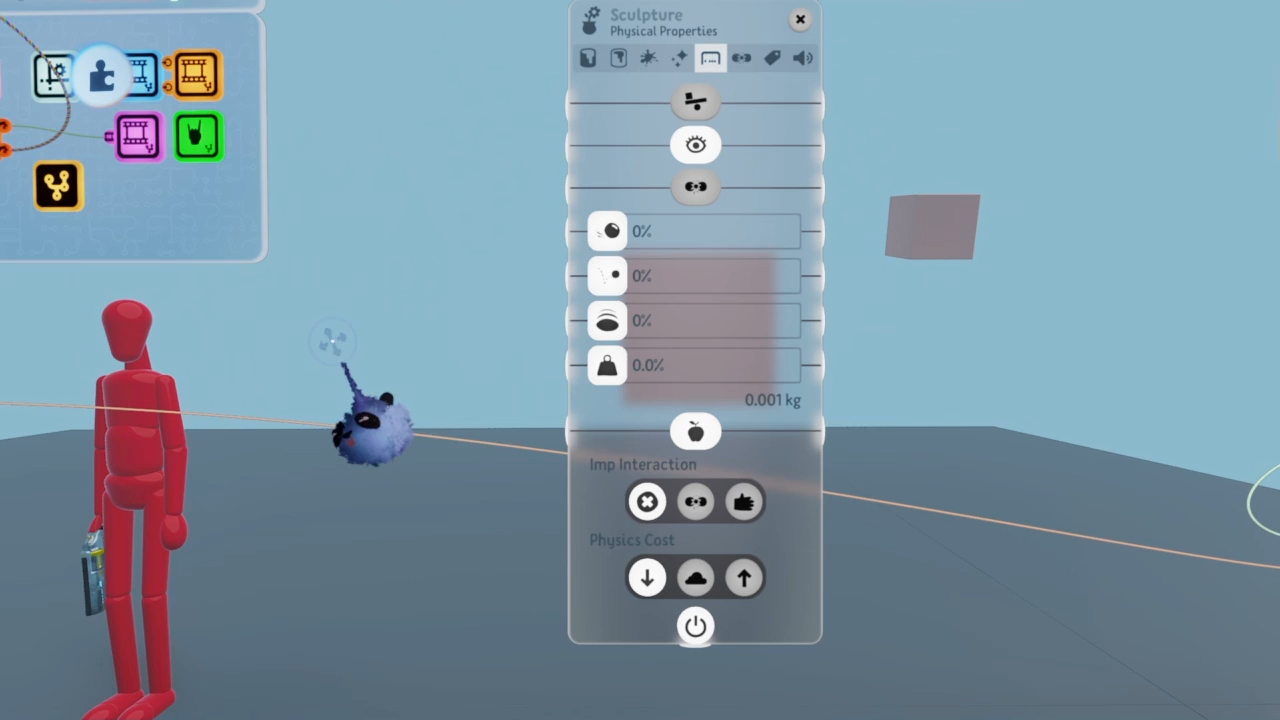 Sculpture
Physical Properties
0%
0%
0%
0.0%
0.001 kg
Imp Interaction
Physics Cost